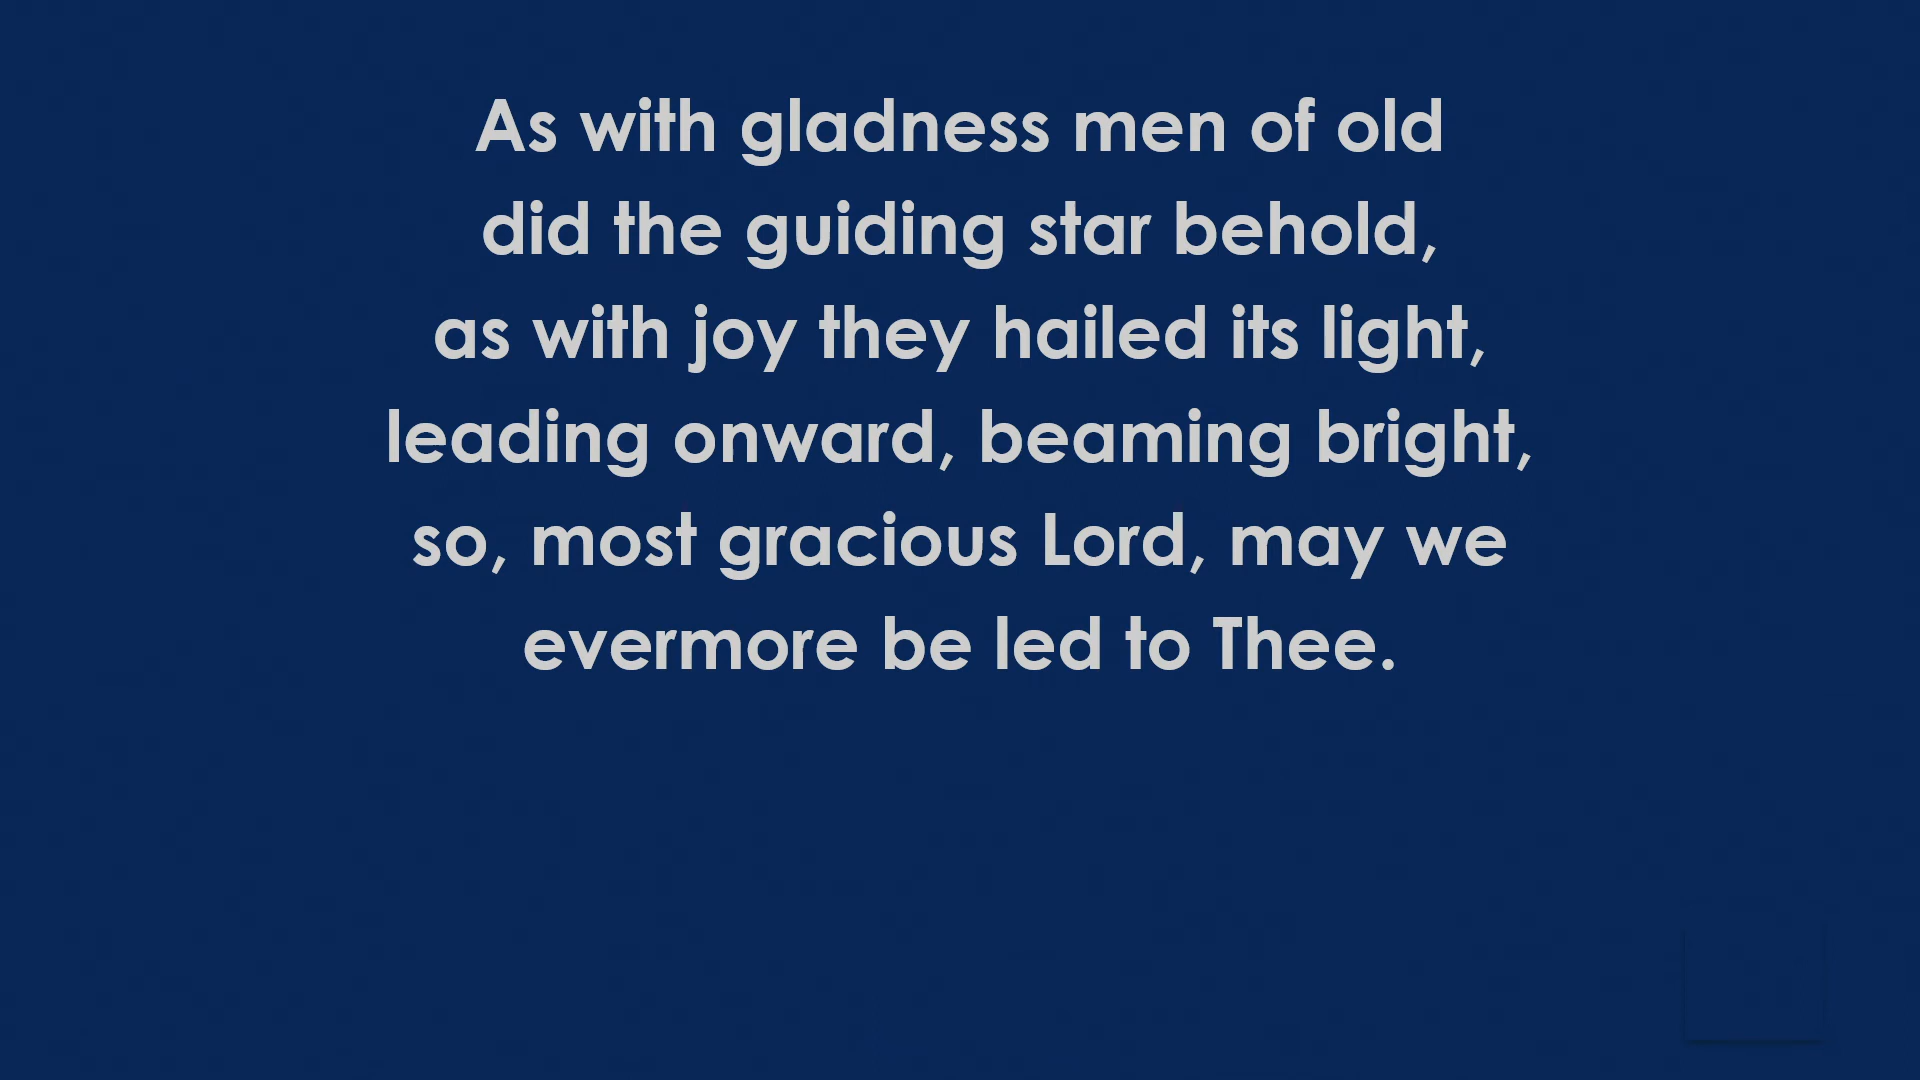 As with gladness men of old
did the guiding star behold,
as with joy they hailed its light,
leading onward, beaming bright,
so, most gracious Lord, may we
evermore be led to Thee.